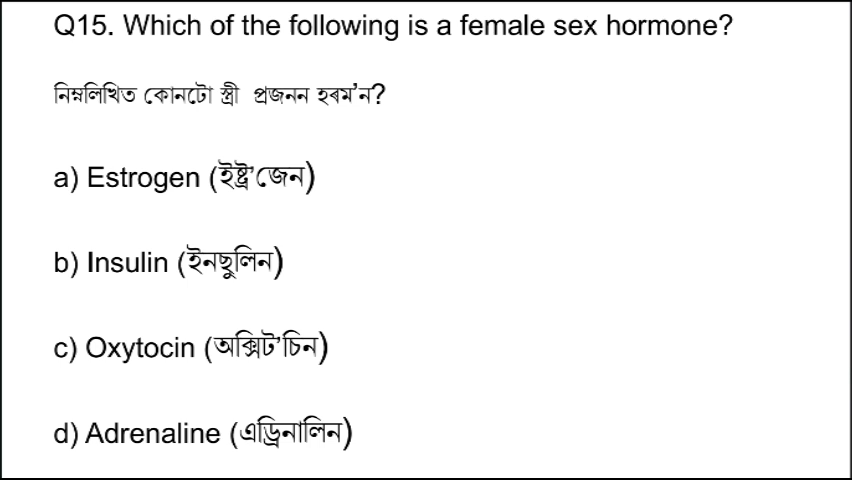 Q15. Which of the following is a female sex hormone?
নিম্নলিখিত কোনটো স্ত্ৰী প্ৰজনন হৰম'ন?
a) Estrogen (ইষ্ট্ৰ'জেন)
b) Insulin (ইনছুলিন)
c) Oxytocin (অক্সিট'চিন)
d) Adrenaline (এড্ৰিনালিন)